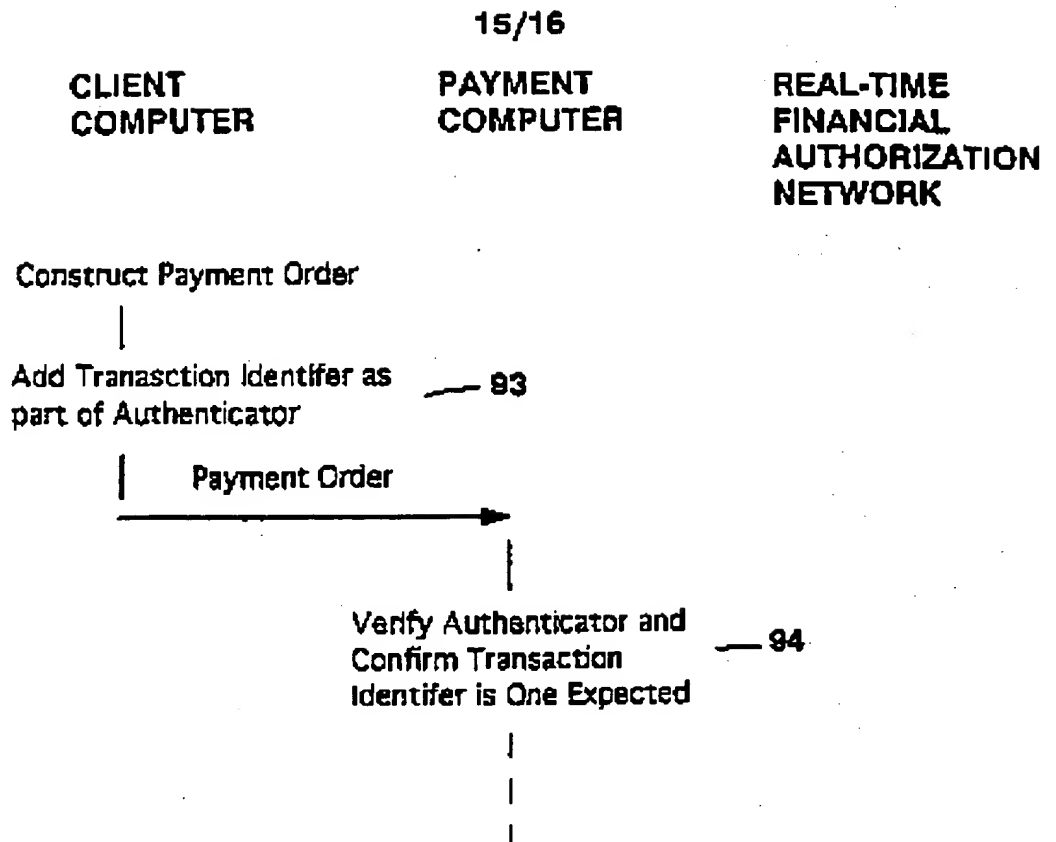 15/16
CLIENT
COMPUTER
PAYMENT
COMPUTER
REAL-TIME
FINANCIAL
AUTHORIZATION
NETWORK
Construct Payment Order
Add Tranasction Identifer as
part of Authenticator
93
Payment Order
Verify Authenticator and
Confirm Transaction
Identifer is One Expected
94